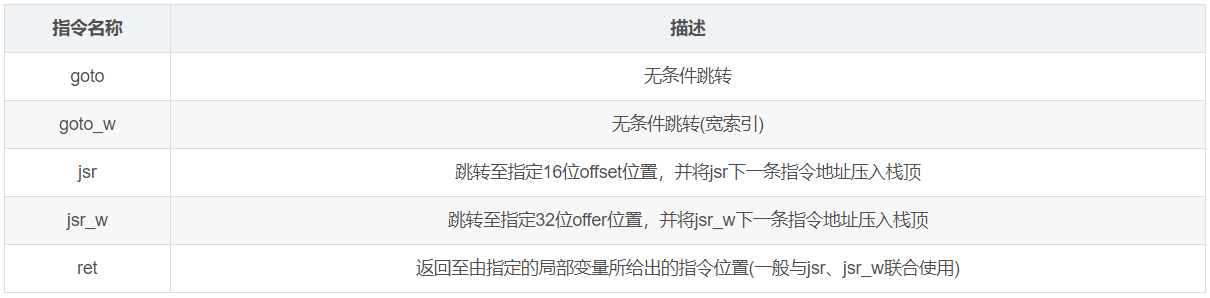 指令名称 描述
goto 无条件跳转
goto_w 无条件跳转(宽索引)
jsr 跳转至指定16位offset位置，并将jsr下一条指令地址压入栈顶
jsr_w 跳转至指定32位offer位置，并将jsr_w下一条指令地址压入栈顶
ret 返回至由指定的局部变量所给出的指令位置(一般与jsr、jsr_w联合使用)